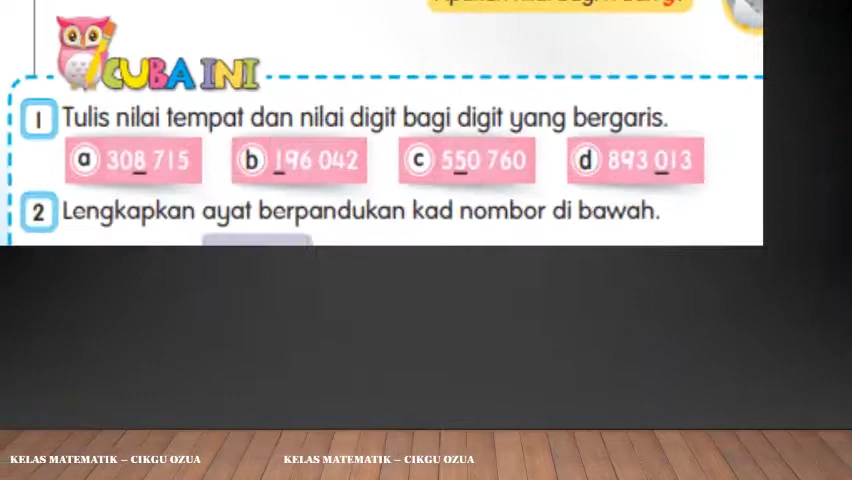 CUBA INI
1 Tulis nilai tempat dan nilai digit bagi digit yang bergaris.
a 308 715 b 196 042 c 550 760 d 893 013
2 Lengkapkan ayat berpandukan kad nombor di bawah.
KELAS MATEMATIK – CIKGU OZUA KELAS MATEMATIK – CIKGU OZUA